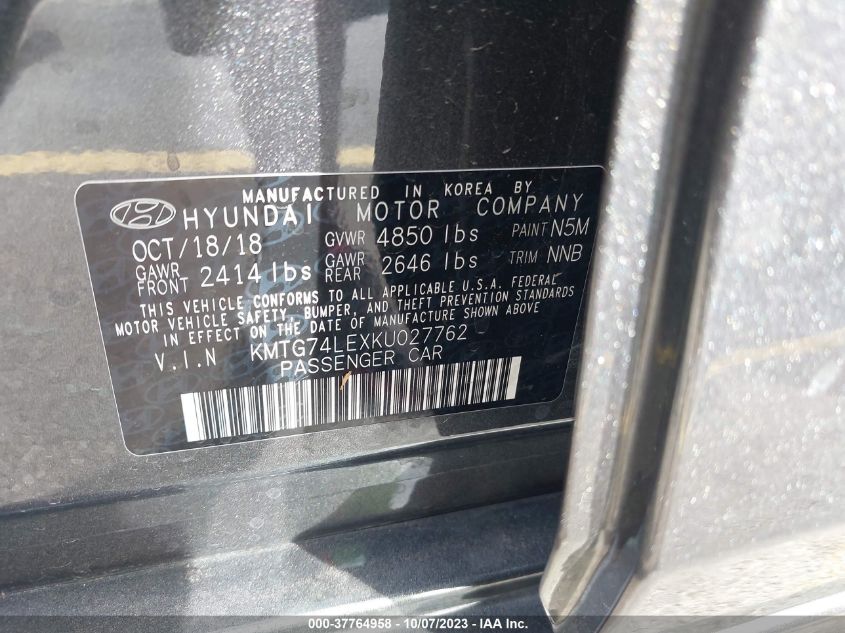 MANUFACTURED IN KOREA BY
HYUNDAI MOTOR COMPANY
OCT/18/18 GVWR 4850 lbs PAINT N5M
GAWR FRONT 2414 lbs GAWR REAR 2646 lbs TRIM NNB
THIS VEHICLE CONFORMS TO ALL APPLICABLE U.S.A. FEDERAL
MOTOR VEHICLE SAFETY, BUMPER, AND THEFT PREVENTION STANDARDS
IN EFFECT ON THE DATE OF MANUFACTURE SHOWN ABOVE
V.I.N KMTG74LEXKU027762
PASSENGER CAR
000-37764958 - 10/07/2023 - IAA Inc.